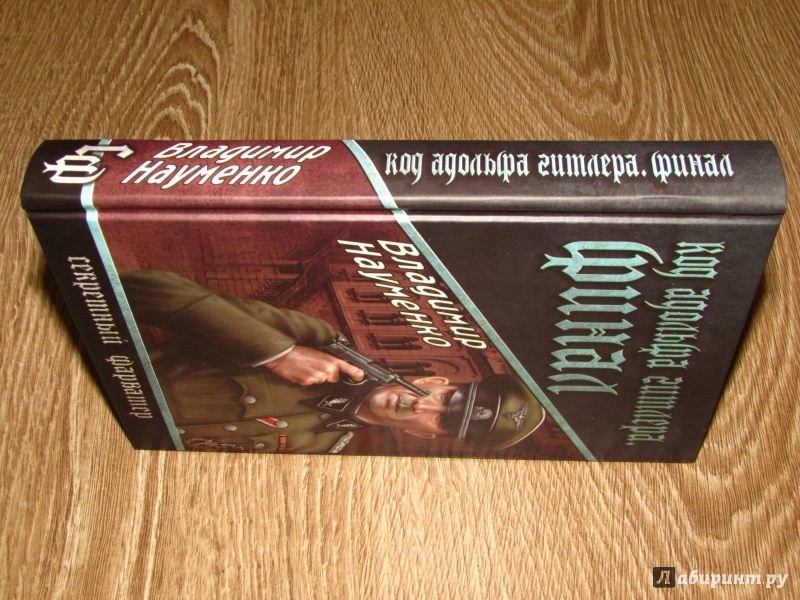 Владимир
Науменко
код адольфа гитлера. финал
Владимир
Науменко
код адольфа гитлера.
финал
секретный фарватер
Лабиринт.ру